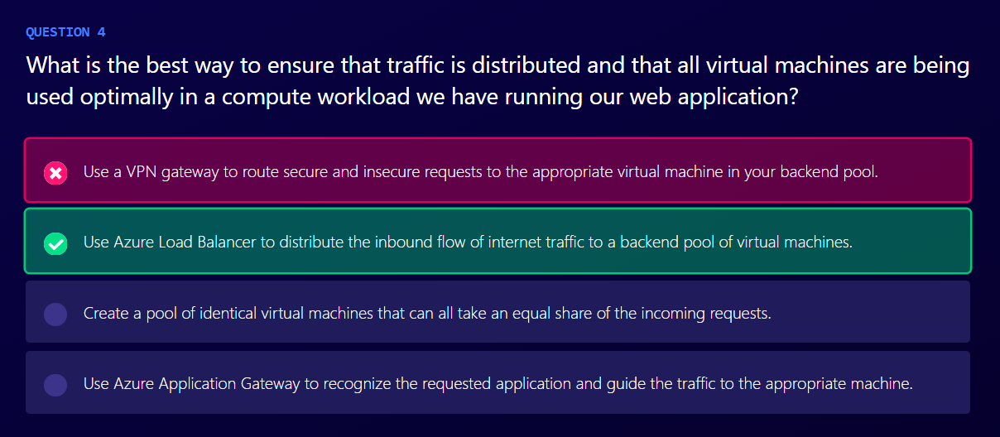 QUESTION 4
What is the best way to ensure that traffic is distributed and that all virtual machines are being
used optimally in a compute workload we have running our web application?
Use a VPN gateway to route secure and insecure requests to the appropriate virtual machine in your backend pool.
Use Azure Load Balancer to distribute the inbound flow of internet traffic to a backend pool of virtual machines.
Create a pool of identical virtual machines that can all take an equal share of the incoming requests.
Use Azure Application Gateway to recognize the requested application and guide the traffic to the appropriate machine.